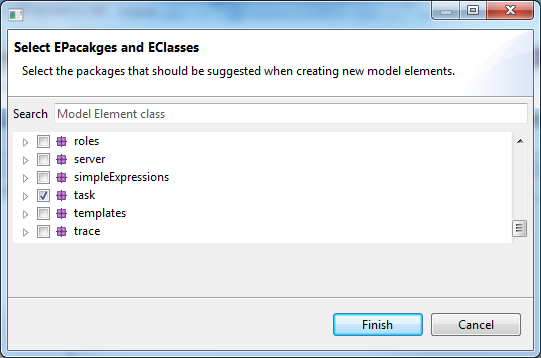 Select EPacakges and EClasses
Select the packages that should be suggested when creating new model elements.
Search Model Element class
roles
server
simpleExpressions
task
templates
trace
Finish Cancel